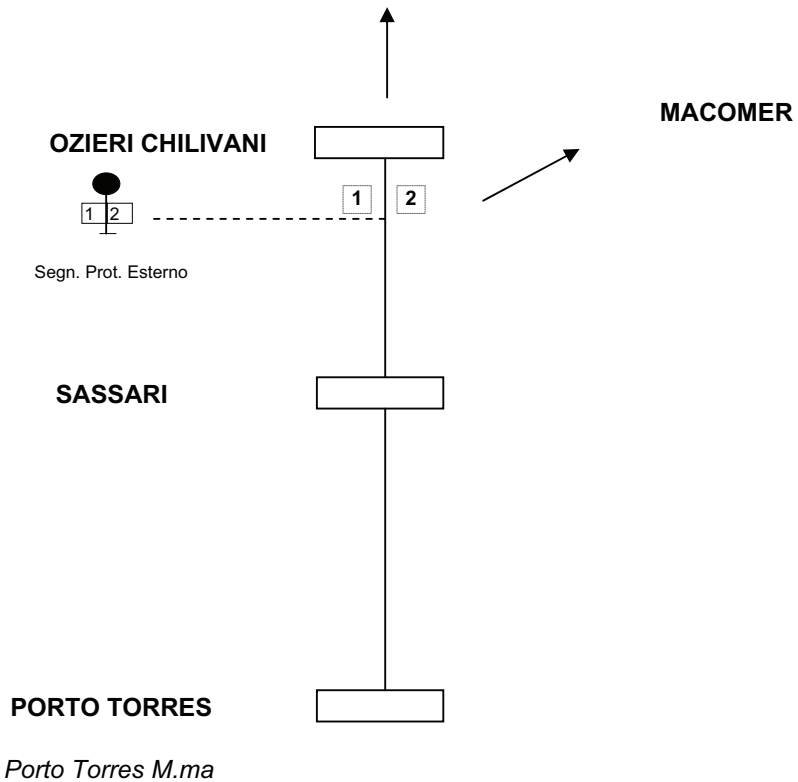 MACOMER
OZIERI CHILIVANI
1 2
1 2
Segn. Prot. Esterno
SASSARI
PORTO TORRES
Porto Torres M.ma